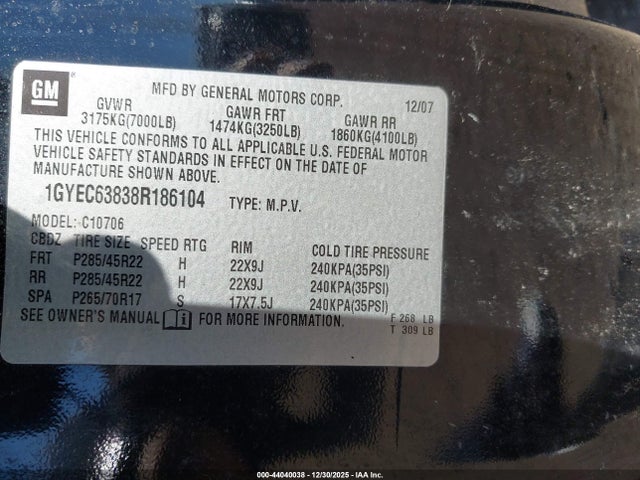 GM
MFD BY GENERAL MOTORS CORP. 12/07
GVWR GAWR FRT GAWR RR
3175KG(7000LB) 1474KG(3250LB) 1860KG(4100LB)
THIS VEHICLE CONFORMS TO ALL APPLICABLE U.S. FEDERAL MOTOR
VEHICLE SAFETY STANDARDS IN EFFECT ON THE DATE OF
MANUFACTURE SHOWN ABOVE.
1GYEC63838R186104 TYPE: M.P.V.
MODEL: C10706
CBDZ TIRE SIZE SPEED RTG RIM COLD TIRE PRESSURE
FRT P285/45R22 H 22X9J 240KPA(35PSI)
RR P285/45R22 H 22X9J 240KPA(35PSI)
SPA P265/70R17 S 17X7.5J 240KPA(35PSI)
SEE OWNER'S MANUAL i FOR MORE INFORMATION.
F 268 LB
T 309 LB
000-44040038 - 12/30/2025 - IAA Inc.